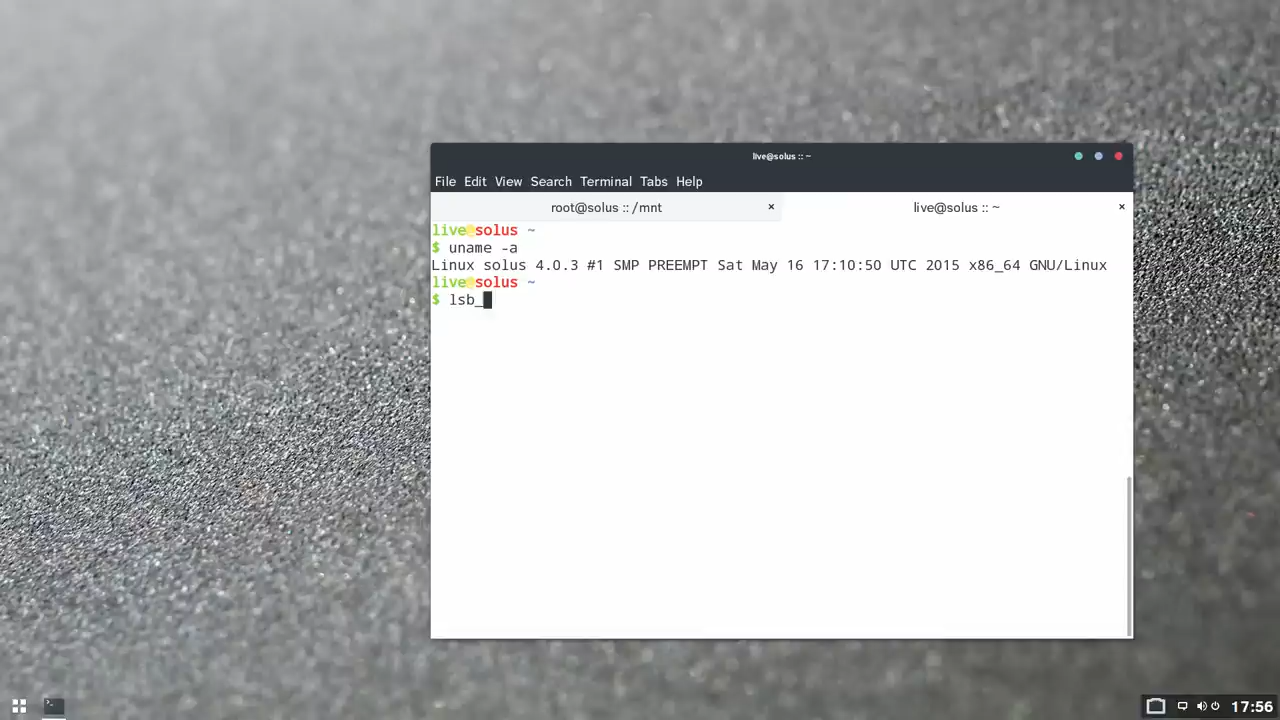 live@solus :: ~
File Edit View Search Terminal Tabs Help
root@solus :: /mnt × live@solus :: ~ ×
live@solus ~
$ uname -a
Linux solus 4.0.3 #1 SMP PREEMPT Sat May 16 17:10:50 UTC 2015 x86_64 GNU/Linux
live@solus ~
$ lsb_
17:56